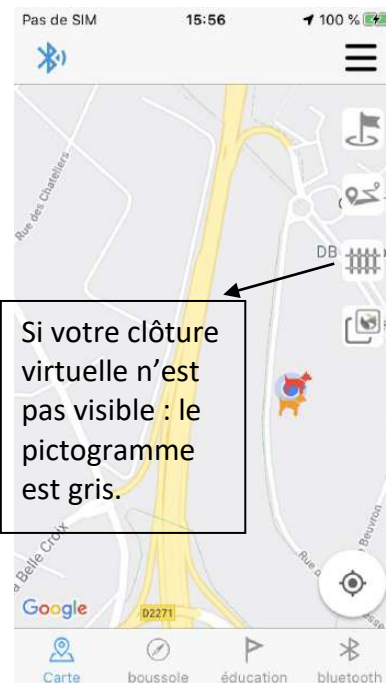 Pas de SIM 15:56 100 %
Rue des Chateliers
DB
Si votre clôture
virtuelle n’est
pas visible : le
pictogramme
est gris.
Belle Croix
Beuvron
Rue
Google
D2271
Carte boussole éducation bluetooth